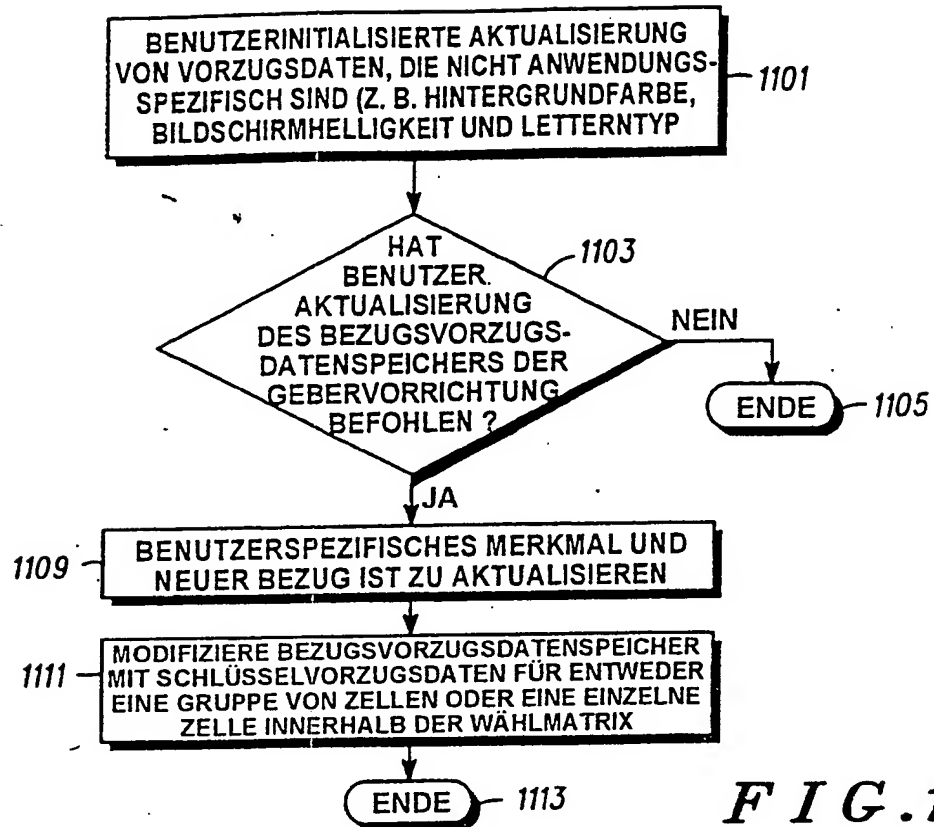 BENUTZERINITIALISIERTE AKTUALISIERUNG
VON VORZUGSDATEN, DIE NICHT ANWENDUNGS-
SPEZIFISCH SIND (Z. B. HINTERGRUNDFARBE,
BILDSCHIRMHELLIGKEIT UND LETTERNTYP
1101
HAT
BENUTZER.
AKTUALISIERUNG
DES BEZUGSVORZUGS-
DATENSPEICHERS DER
GEBERVORRICHTUNG
BEFOHLEN ?
1103
NEIN
ENDE
1105
JA
1109
BENUTZERSPEZIFISCHES MERKMAL UND
NEUER BEZUG IST ZU AKTUALISIEREN
1111
MODIFIZIERE BEZUGSVORZUGSDATENSPEICHER
MIT SCHLÜSSELVORZUGSDATEN FÜR ENTWEDER
EINE GRUPPE VON ZELLEN ODER EINE EINZELNE
ZELLE INNERHALB DER WÄHLMATRIX
ENDE
1113
FIG.